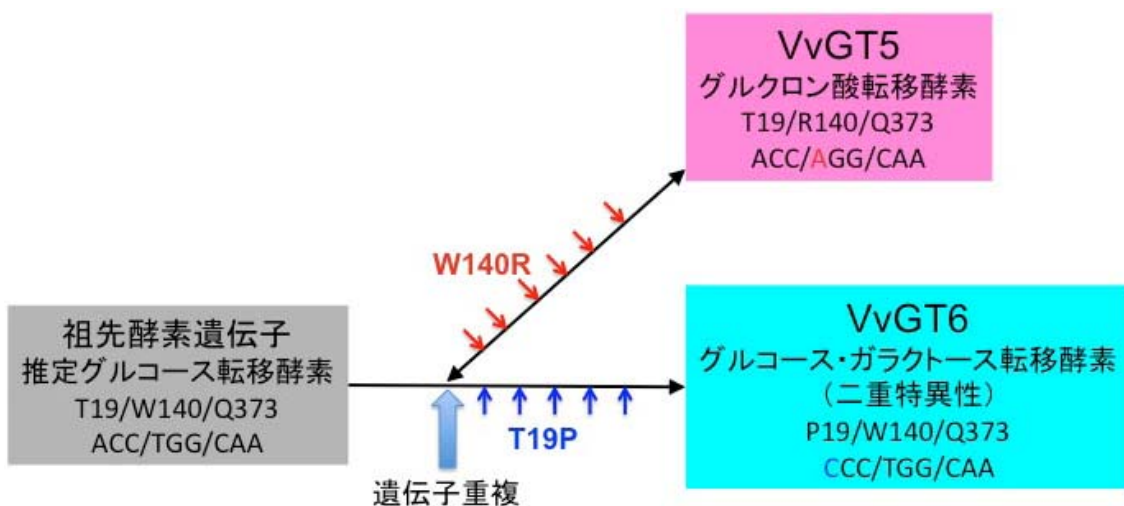 VvGT5
グルクロン酸転移酵素
T19/R140/Q373
ACC/AGG/CAA
W140R
祖先酵素遺伝子
推定グルコース転移酵素
T19/W140/Q373
ACC/TGG/CAA
T19P
遺伝子重複
VvGT6
グルコース・ガラクトース転移酵素
(二重特異性)
P19/W140/Q373
CCC/TGG/CAA